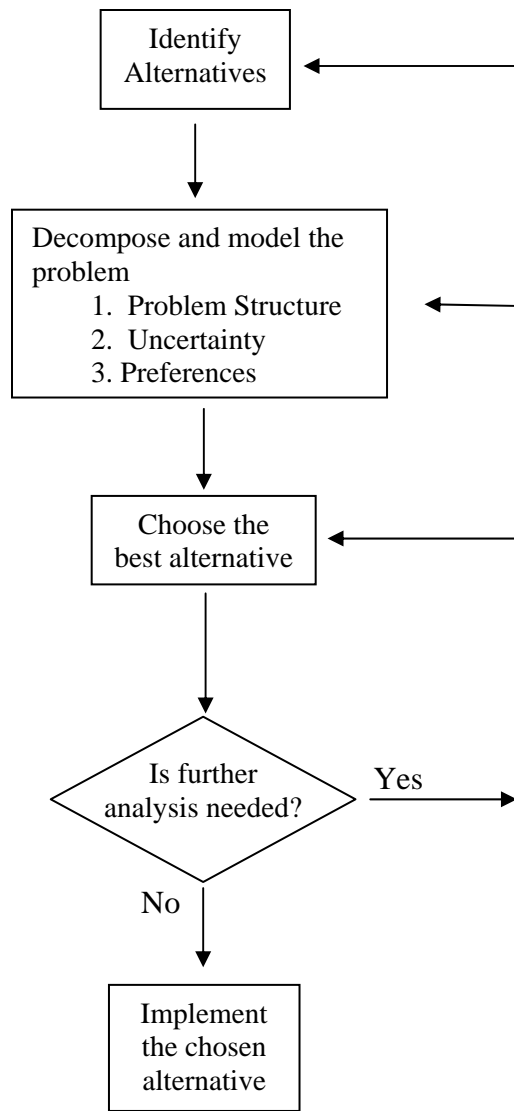 Identify
Alternatives
Decompose and model the
problem
1. Problem Structure
2. Uncertainty
3. Preferences
Choose the
best alternative
Is further
analysis needed?
Yes
No
Implement
the chosen
alternative